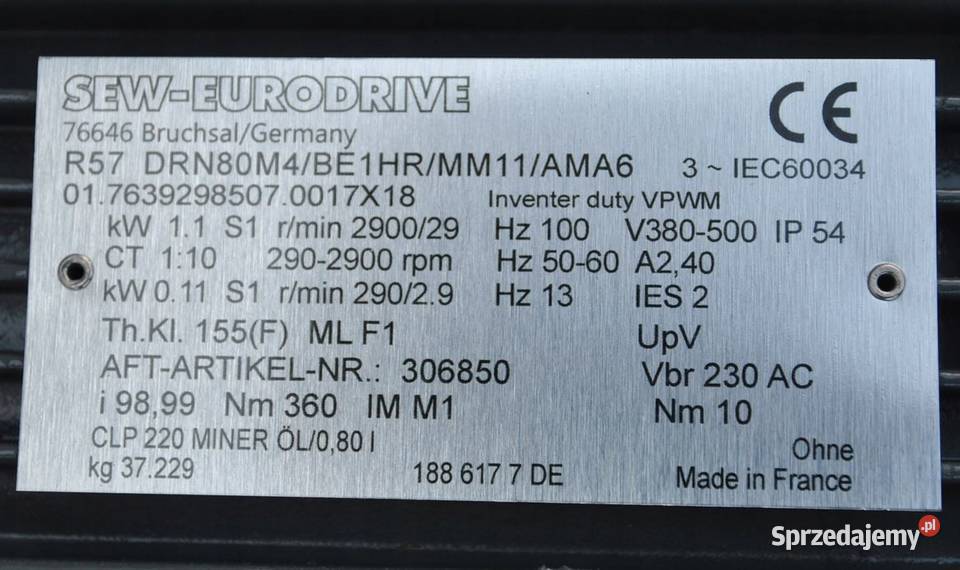 SEW-EURODRIVE
76646 Bruchsal/Germany
CE
R57 DRN80M4/BE1HR/MM11/AMA6 3 ~ IEC60034
01.7639298507.0017X18 Inventer duty VPWM
kW 1.1 S1 r/min 2900/29 Hz 100 V380-500 IP 54
CT 1:10 290-2900 rpm Hz 50-60 A2,40
kW 0.11 S1 r/min 290/2.9 Hz 13 IES 2
Th.Kl. 155(F) ML F1 UpV
AFT-ARTIKEL-NR.: 306850 Vbr 230 AC
i 98,99 Nm 360 IM M1 Nm 10
CLP 220 MINER ÖL/0,80 l Ohne
kg 37.229 188 617 7 DE Made in France
Sprzedajemy.pl